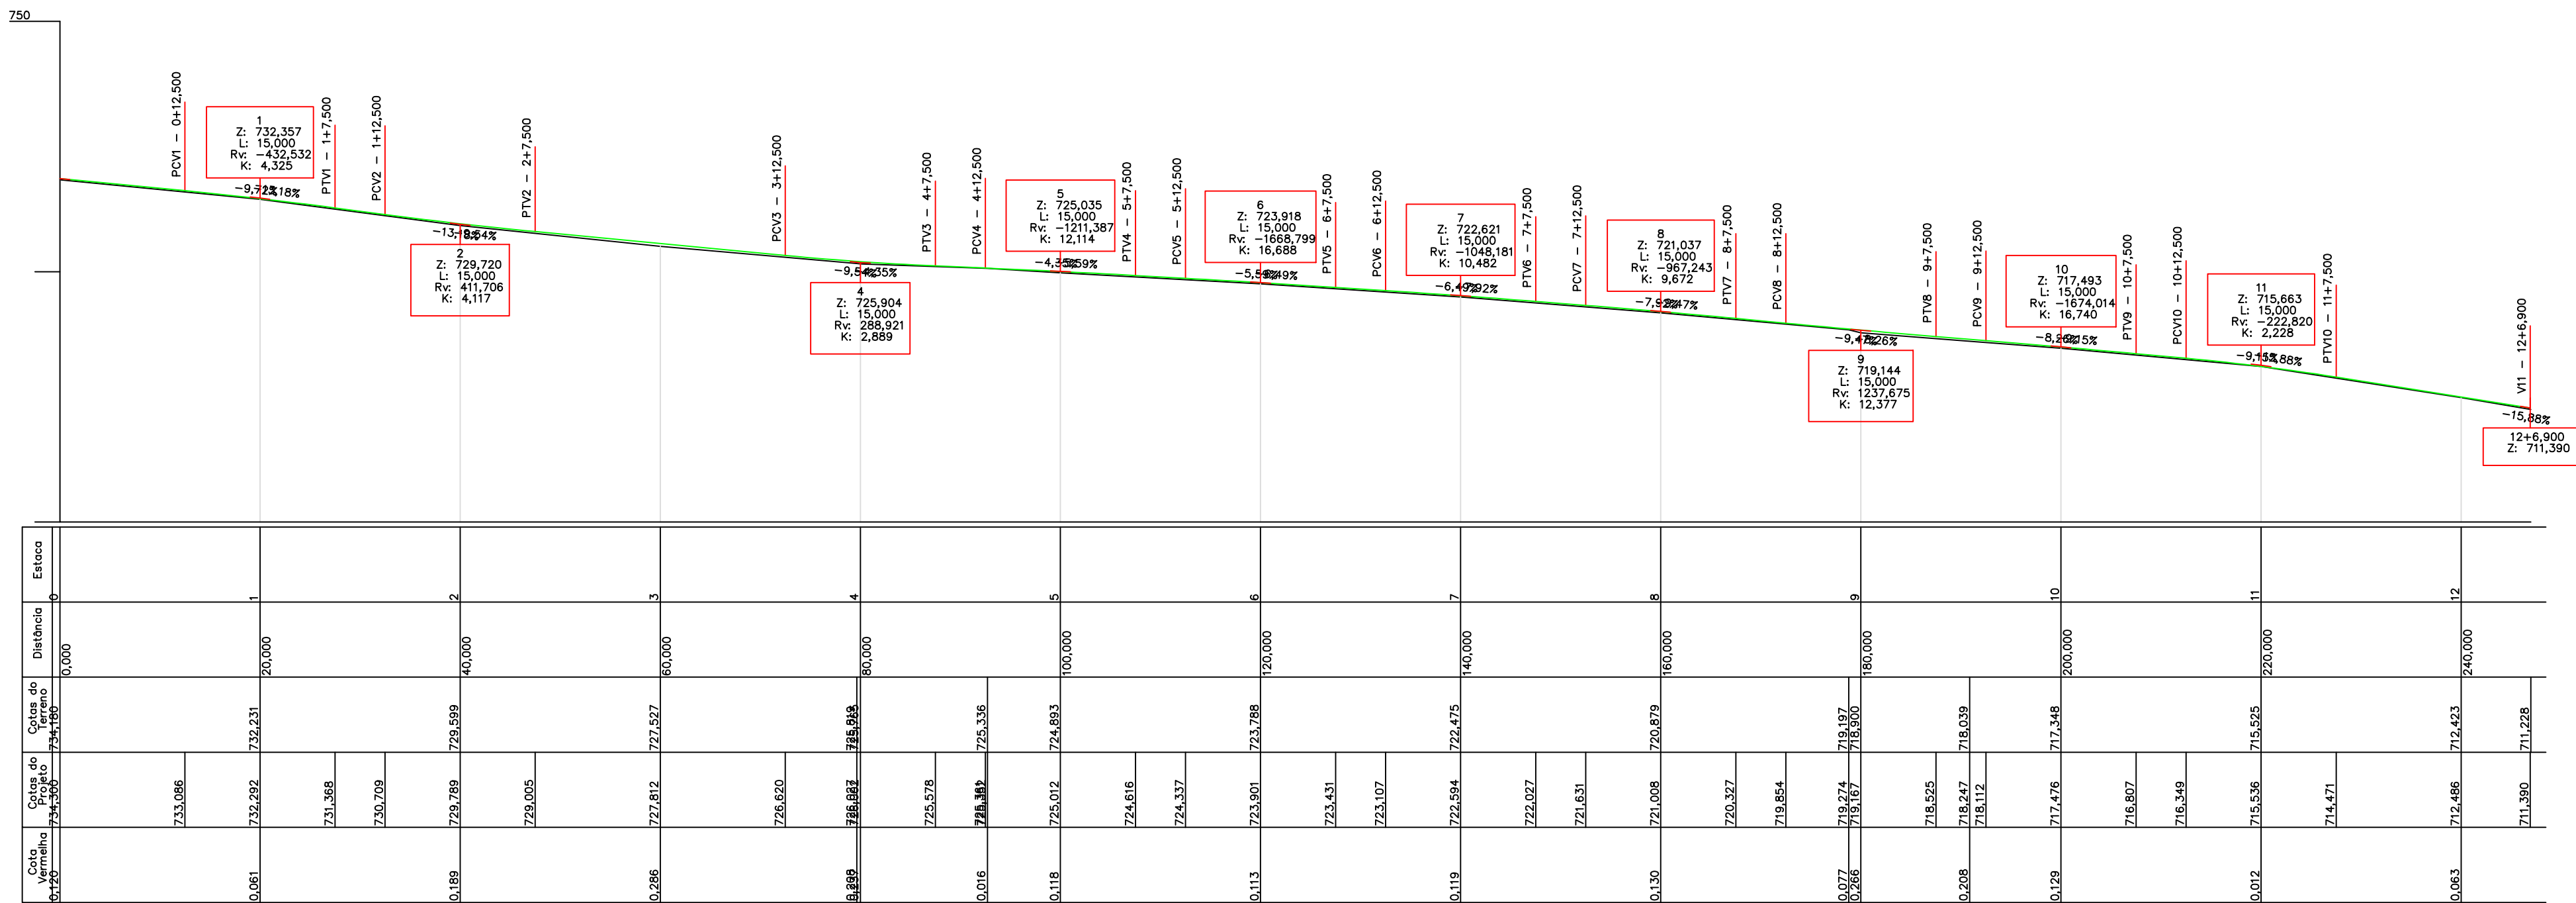 750
PCV1 - 0+12,500
1
Z: 732,357
L: 15,000
Rv: -432,532
K: 4,325
PTV1 - 1+7,500
PCV2 - 1+12,500
PTV2 - 2+7,500
2
Z: 729,720
L: 15,000
Rv: 411,706
K: 4,117
PCV3 - 3+12,500
4
Z: 725,904
L: 15,000
Rv: 288,921
K: 2,889
PTV3 - 4+7,500
PCV4 - 4+12,500
5
Z: 725,035
L: 15,000
Rv: -1211,387
K: 12,114
PTV4 - 5+7,500
PCV5 - 5+12,500
6
Z: 723,918
L: 15,000
Rv: -1668,799
K: 16,688
PTV5 - 6+7,500
PCV6 - 6+12,500
7
Z: 722,621
L: 15,000
Rv: -1048,181
K: 10,482
PTV6 - 7+7,500
PCV7 - 7+12,500
8
Z: 721,037
L: 15,000
Rv: -967,243
K: 9,672
PTV7 - 8+7,500
PCV8 - 8+12,500
9
Z: 719,144
L: 15,000
Rv: 1237,675
K: 12,377
PTV8 - 9+7,500
PCV9 - 9+12,500
10
Z: 717,493
L: 15,000
Rv: -1674,014
K: 16,740
PTV9 - 10+7,500
PCV10 - 10+12,500
11
Z: 715,663
L: 15,000
Rv: -222,820
K: 2,228
PTV10 - 11+7,500
V11 - 12+6,900
-15,88%
12+6,900
Z: 711,390
Estaca
0
1
2
3
4
5
6
7
8
9
10
11
12
Distância
0,000
20,000
40,000
60,000
80,000
100,000
120,000
140,000
160,000
180,000
200,000
220,000
240,000
Cotas do
Terreno
734,180
732,231
729,599
727,527
725,336
724,893
723,788
722,475
720,879
719,197
718,900
718,039
717,348
715,525
712,423
711,228
Cotas do
Projeto
734,300
733,086
732,292
731,368
730,709
729,789
729,005
727,812
726,620
725,578
725,012
724,616
724,337
723,901
723,431
723,107
722,594
722,027
721,631
721,008
720,327
719,854
719,274
719,167
718,525
718,247
718,112
717,476
716,807
716,349
715,536
714,471
712,486
711,390
Cota
Vermelha
0,120
0,061
0,189
0,286
0,016
0,118
0,113
0,119
0,130
0,077
0,266
0,208
0,129
0,012
0,063